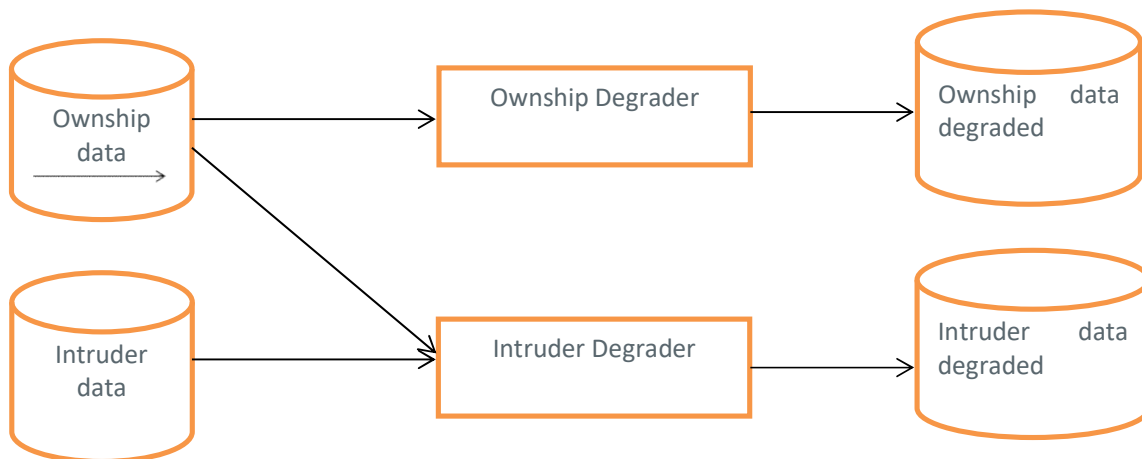 Ownship
data
Ownship Degrader
Ownship data
degraded
Intruder
data
Intruder Degrader
Intruder data
degraded